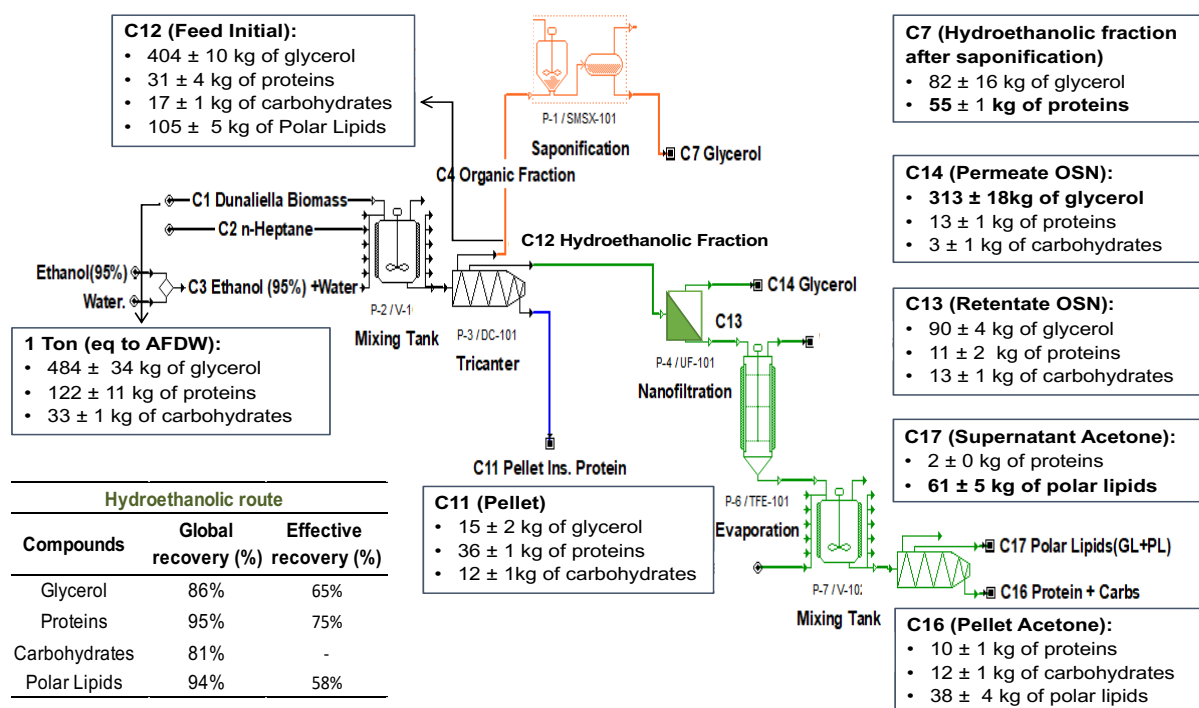 C12 (Feed Initial):
• 404 ± 10 kg of glycerol
• 31 ± 4 kg of proteins
• 17 ± 1 kg of carbohydrates
• 105 ± 5 kg of Polar Lipids
P-1 / SMSX-101
Saponification
C7 Glycerol
C4 Organic Fraction
C7 (Hydroethanolic fraction
after saponification)
• 82 ± 16 kg of glycerol
• 55 ± 1 kg of proteins
C14 (Permeate OSN):
• 313 ± 18kg of glycerol
• 13 ± 1 kg of proteins
• 3 ± 1 kg of carbohydrates
C1 Dunaliella Biomass
C2 n-Heptane
Ethanol(95%)
Water.
C3 Ethanol (95%) +Water
P-2 / V-1
Mixing Tank
C12 Hydroethanolic Fraction
P-3 / DC-101
Tricanter
C14 Glycerol
C13
P-4 / UF-101
Nanofiltration
C13 (Retentate OSN):
• 90 ± 4 kg of glycerol
• 11 ± 2 kg of proteins
• 13 ± 1 kg of carbohydrates
1 Ton (eq to AFDW):
• 484 ± 34 kg of glycerol
• 122 ± 11 kg of proteins
• 33 ± 1 kg of carbohydrates
C11 Pellet Ins. Protein
C11 (Pellet)
• 15 ± 2 kg of glycerol
• 36 ± 1 kg of proteins
• 12 ± 1kg of carbohydrates
P-6 / TFE-101
Evaporation
P-7 / V-102
Mixing Tank
C17 (Supernatant Acetone):
• 2 ± 0 kg of proteins
• 61 ± 5 kg of polar lipids
C17 Polar Lipids(GL+PL)
C16 Protein + Carbs
C16 (Pellet Acetone):
• 10 ± 1 kg of proteins
• 12 ± 1 kg of carbohydrates
• 38 ± 4 kg of polar lipids
Hydroethanolic route
Compounds Global recovery (%) Effective recovery (%)
Glycerol 86% 65%
Proteins 95% 75%
Carbohydrates 81% -
Polar Lipids 94% 58%